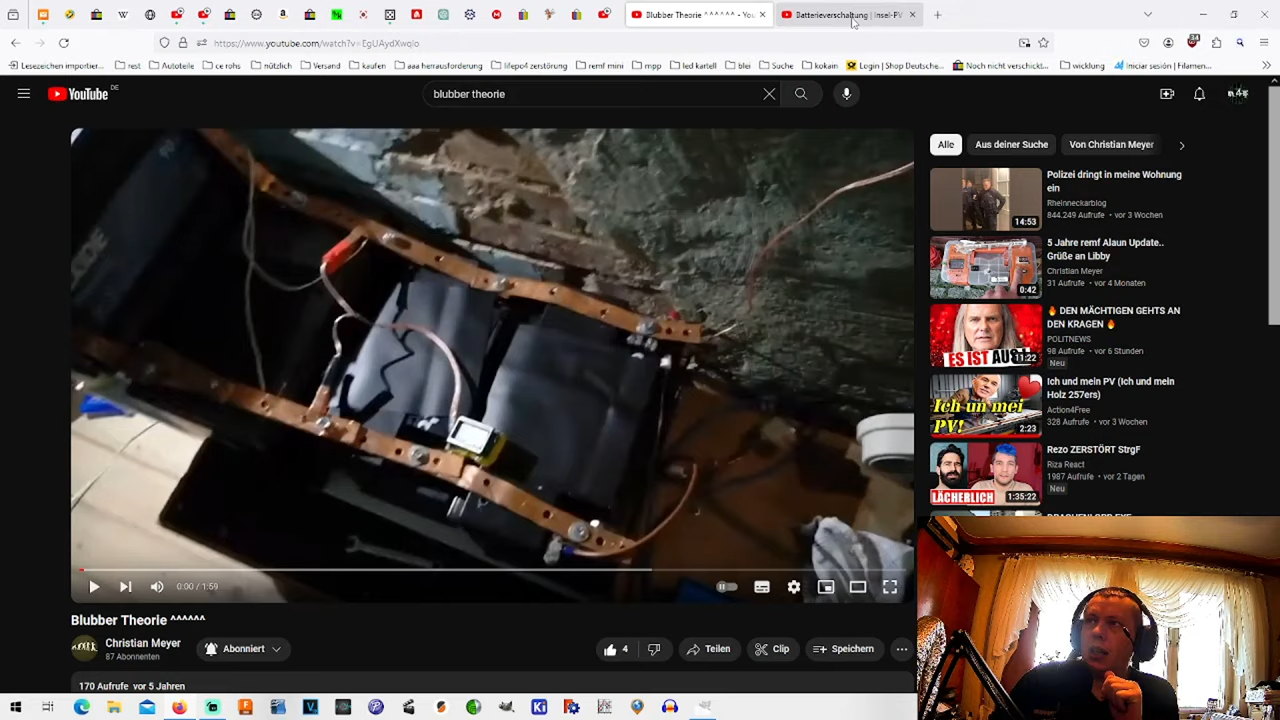 Blubber Theorie ^^^^^^ - You
Batterieverschaltung | Insel-PV
https://www.youtube.com/watch?v=EgUAydXwqio
34
Lesezeichen importier...
rest
Autoteile
ce rohs
nützlich
Versand
kaufen
aaa herausforderung
lifepo4 zerstörung
remf mini
mpp
led kartell
blei
Suche
kokain
Login | Shop Deutsche...
Noch nicht verschickt...
wicklung
Iniciar sesión | Filamen...
YouTube DE
blubber theorie
Alle
Aus deiner Suche
Von Christian Meyer
Polizei dringt in meine Wohnung
ein
Rheinneckarblog
844.249 Aufrufe • vor 3 Wochen
14:53
5 Jahre remf Alaun Update..
Grüße an Libby
Christian Meyer
31 Aufrufe • vor 4 Monaten
0:42
🔥 DEN MÄCHTIGEN GEHTS AN
DEN KRAGEN 🔥
POLITNEWS
98 Aufrufe • vor 6 Stunden
Neu
ES IST AUS!
11:22
Ich und mein PV (Ich und mein
Holz 257ers)
Action4Free
328 Aufrufe • vor 3 Wochen
Ich un mei
PV!
2:23
Rezo ZERSTÖRT StrgF
Riza React
1987 Aufrufe • vor 2 Tagen
Neu
LÄCHERLICH
1:35:22
0:00 / 1:59
Blubber Theorie ^^^^^^
Christian Meyer
87 Abonnenten
Abonniert
4
Teilen
Clip
Speichern
170 Aufrufe vor 5 Jahren